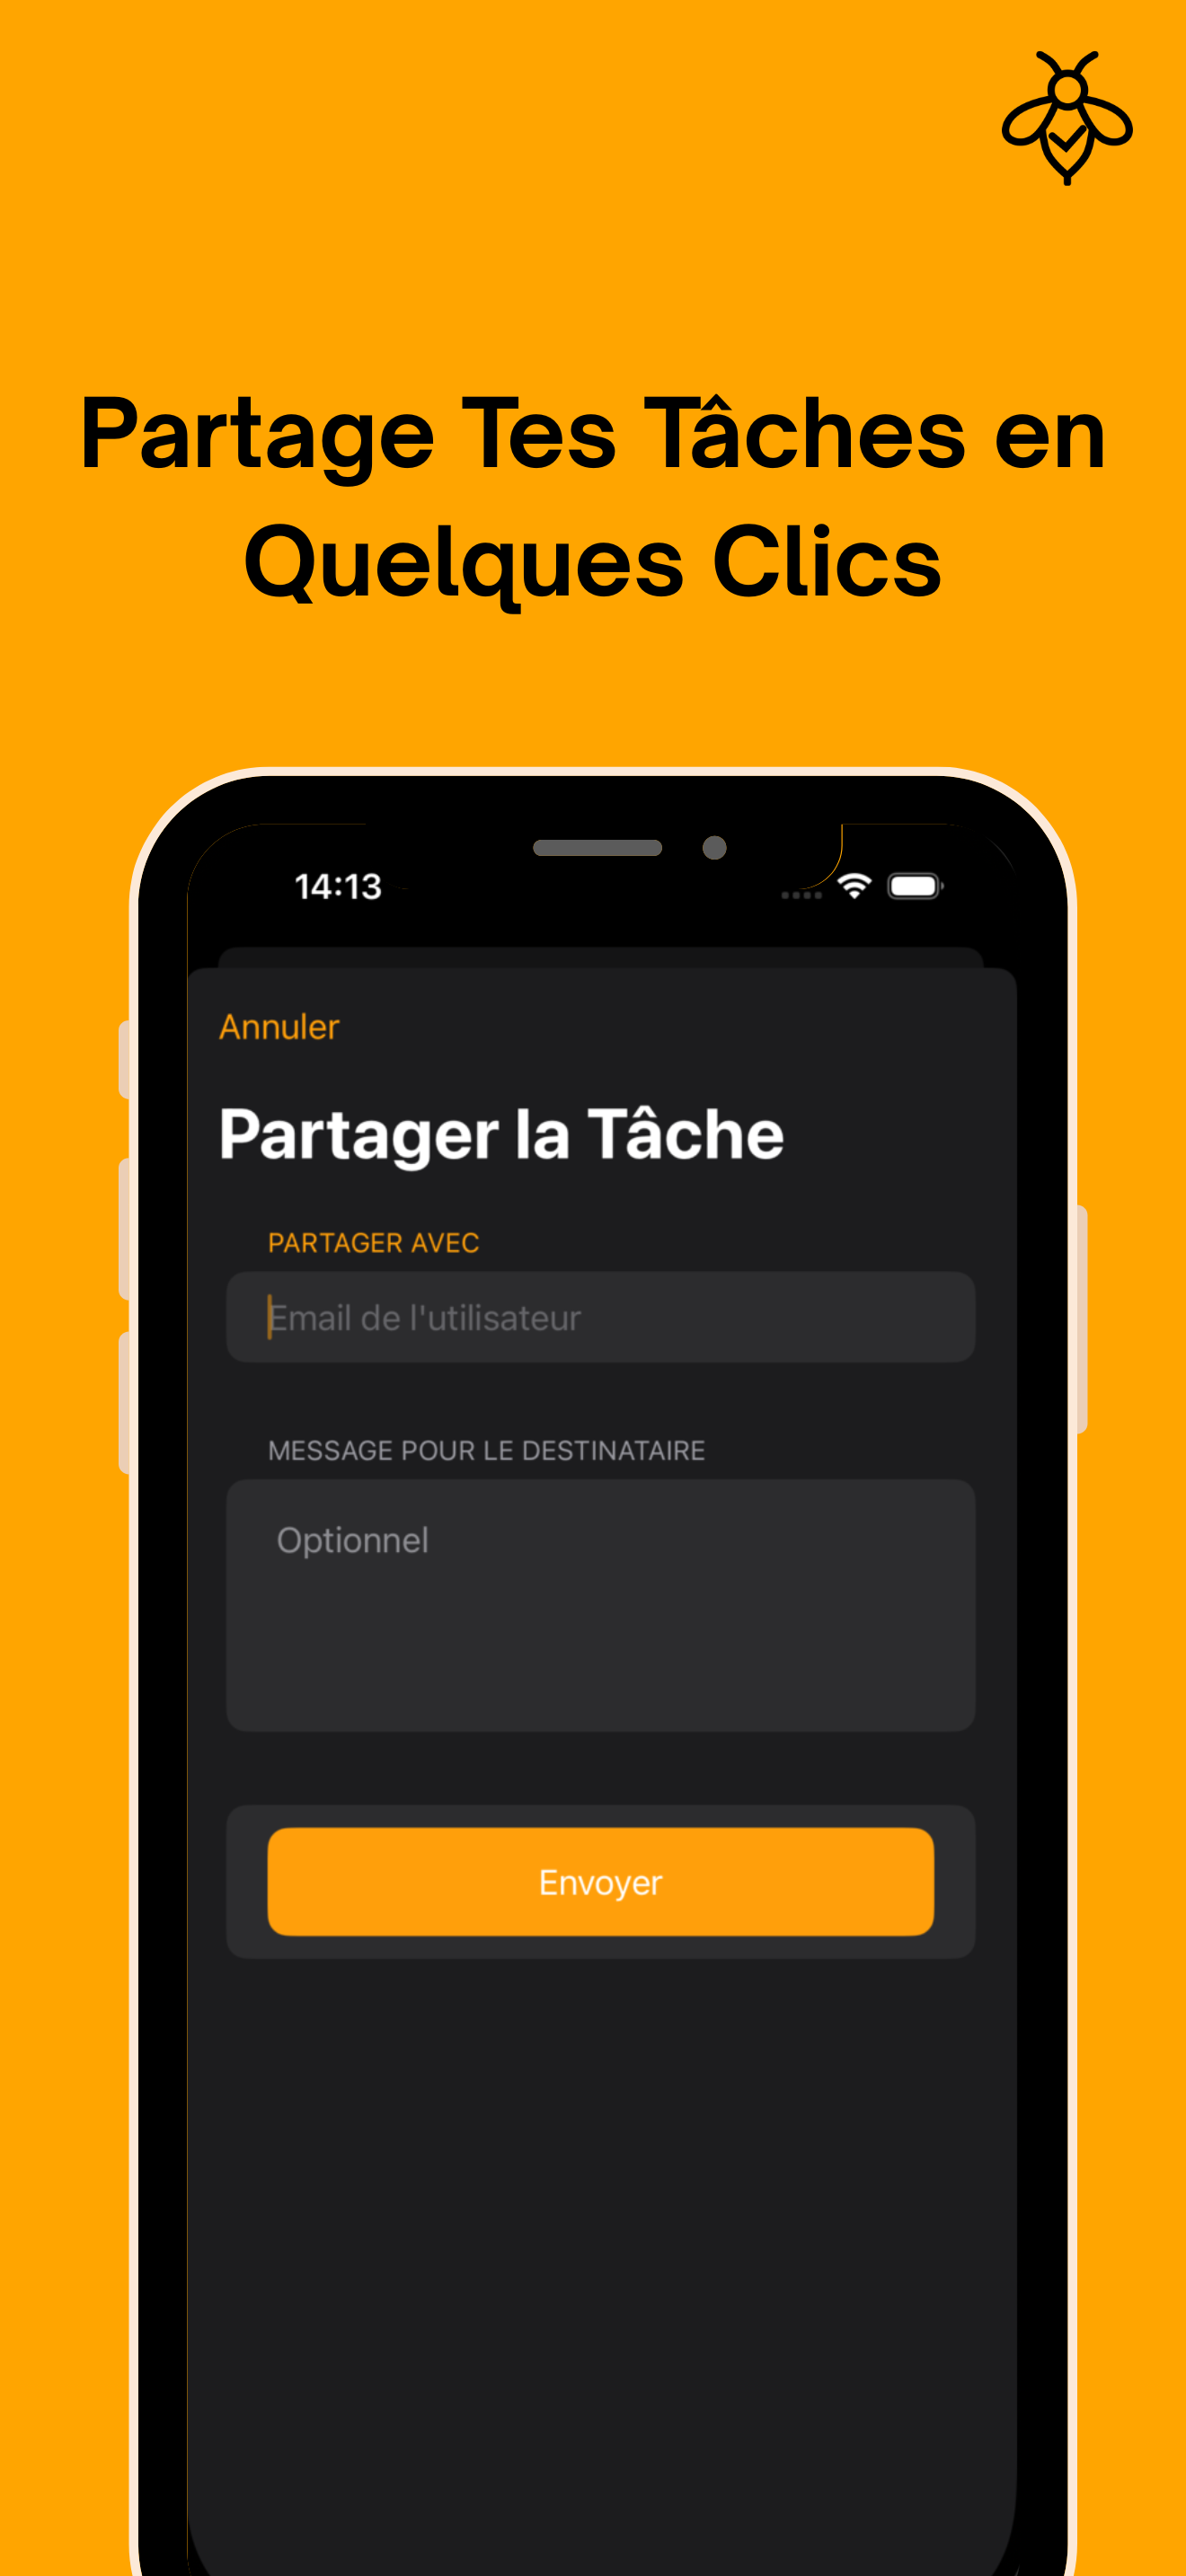 Partage Tes Tâches en
Quelques Clics
14:13
Annuler
Partager la Tâche
PARTAGER AVEC
Email de l'utilisateur
MESSAGE POUR LE DESTINATAIRE
Optionnel
Envoyer